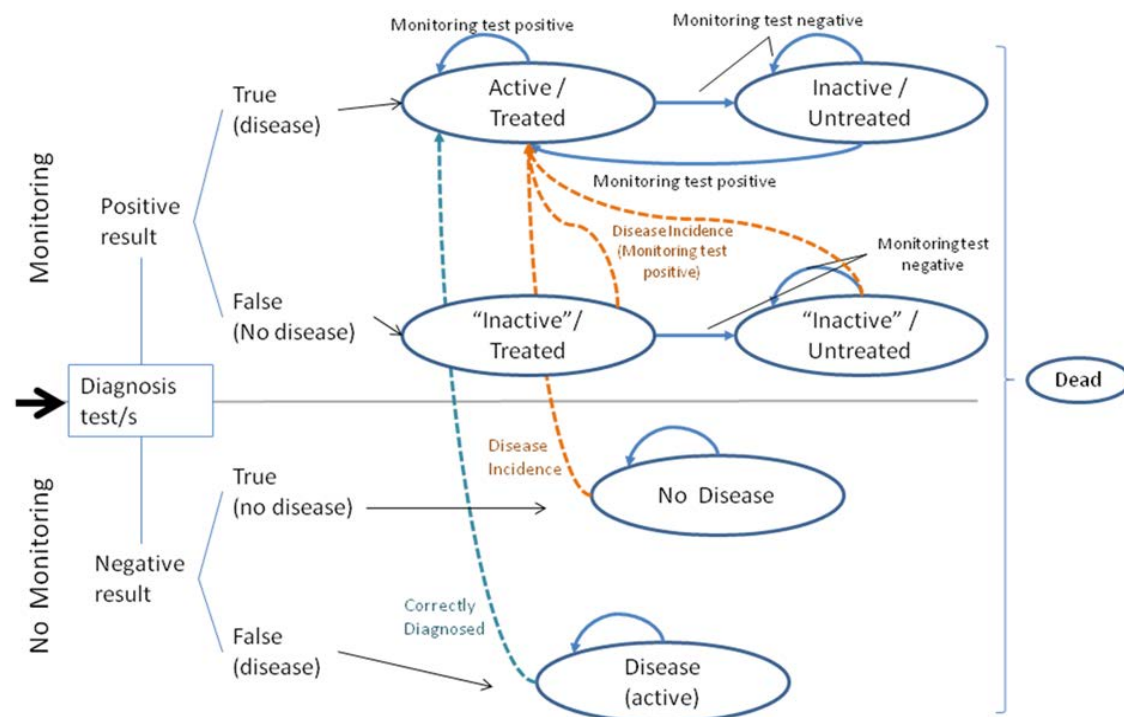 Monitoring test positive
Monitoring test negative
Active /
Treated
Inactive /
Untreated
True
(disease)
Monitoring
Positive
result
Monitoring test positive
Disease Incidence
(Monitoring test
positive)
Monitoring test
negative
False
(No disease)
"Inactive"/
Treated
"Inactive" /
Untreated
Dead
Diagnosis
test/s
Disease
Incidence
True
(no disease)
No Disease
No Monitoring
Negative
result
Correctly
Diagnosed
False
(disease)
Disease
(active)